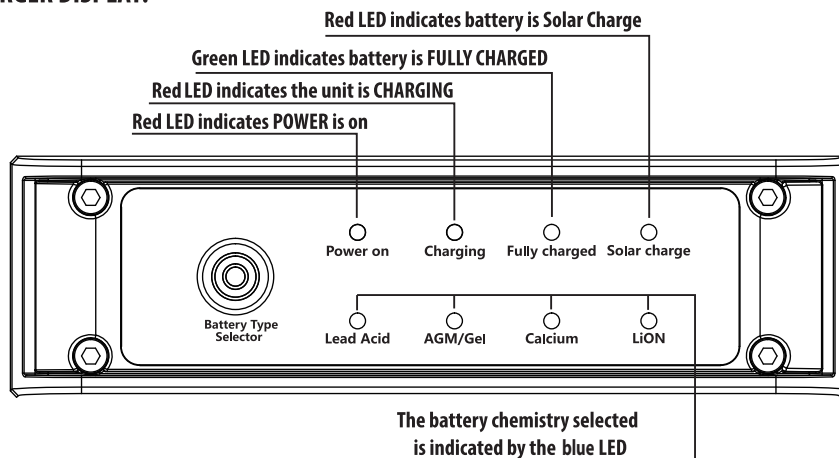 Red LED indicates battery is Solar Charge
Green LED indicates battery is FULLY CHARGED
Red LED indicates the unit is CHARGING
Red LED indicates POWER is on
Power on Charging Fully charged Solar charge
Battery Type
Selector
Lead Acid AGM/Gel Calcium LiON
The battery chemistry selected
is indicated by the blue LED